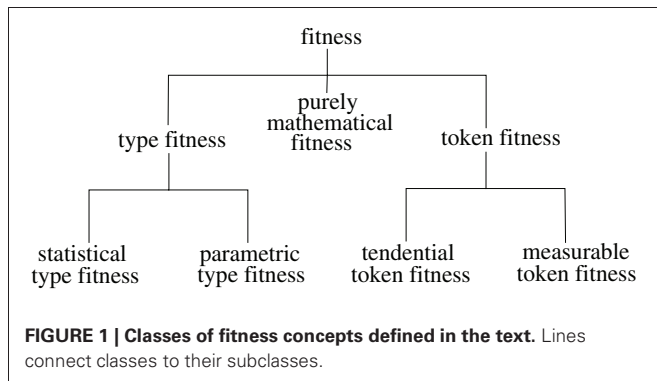 fitness
purely
mathematical
fitness
type fitness
token fitness
statistical
type fitness
parametric
type fitness
tendential
token fitness
measurable
token fitness
FIGURE 1 | Classes of fitness concepts defined in the text. Lines
connect classes to their subclasses.